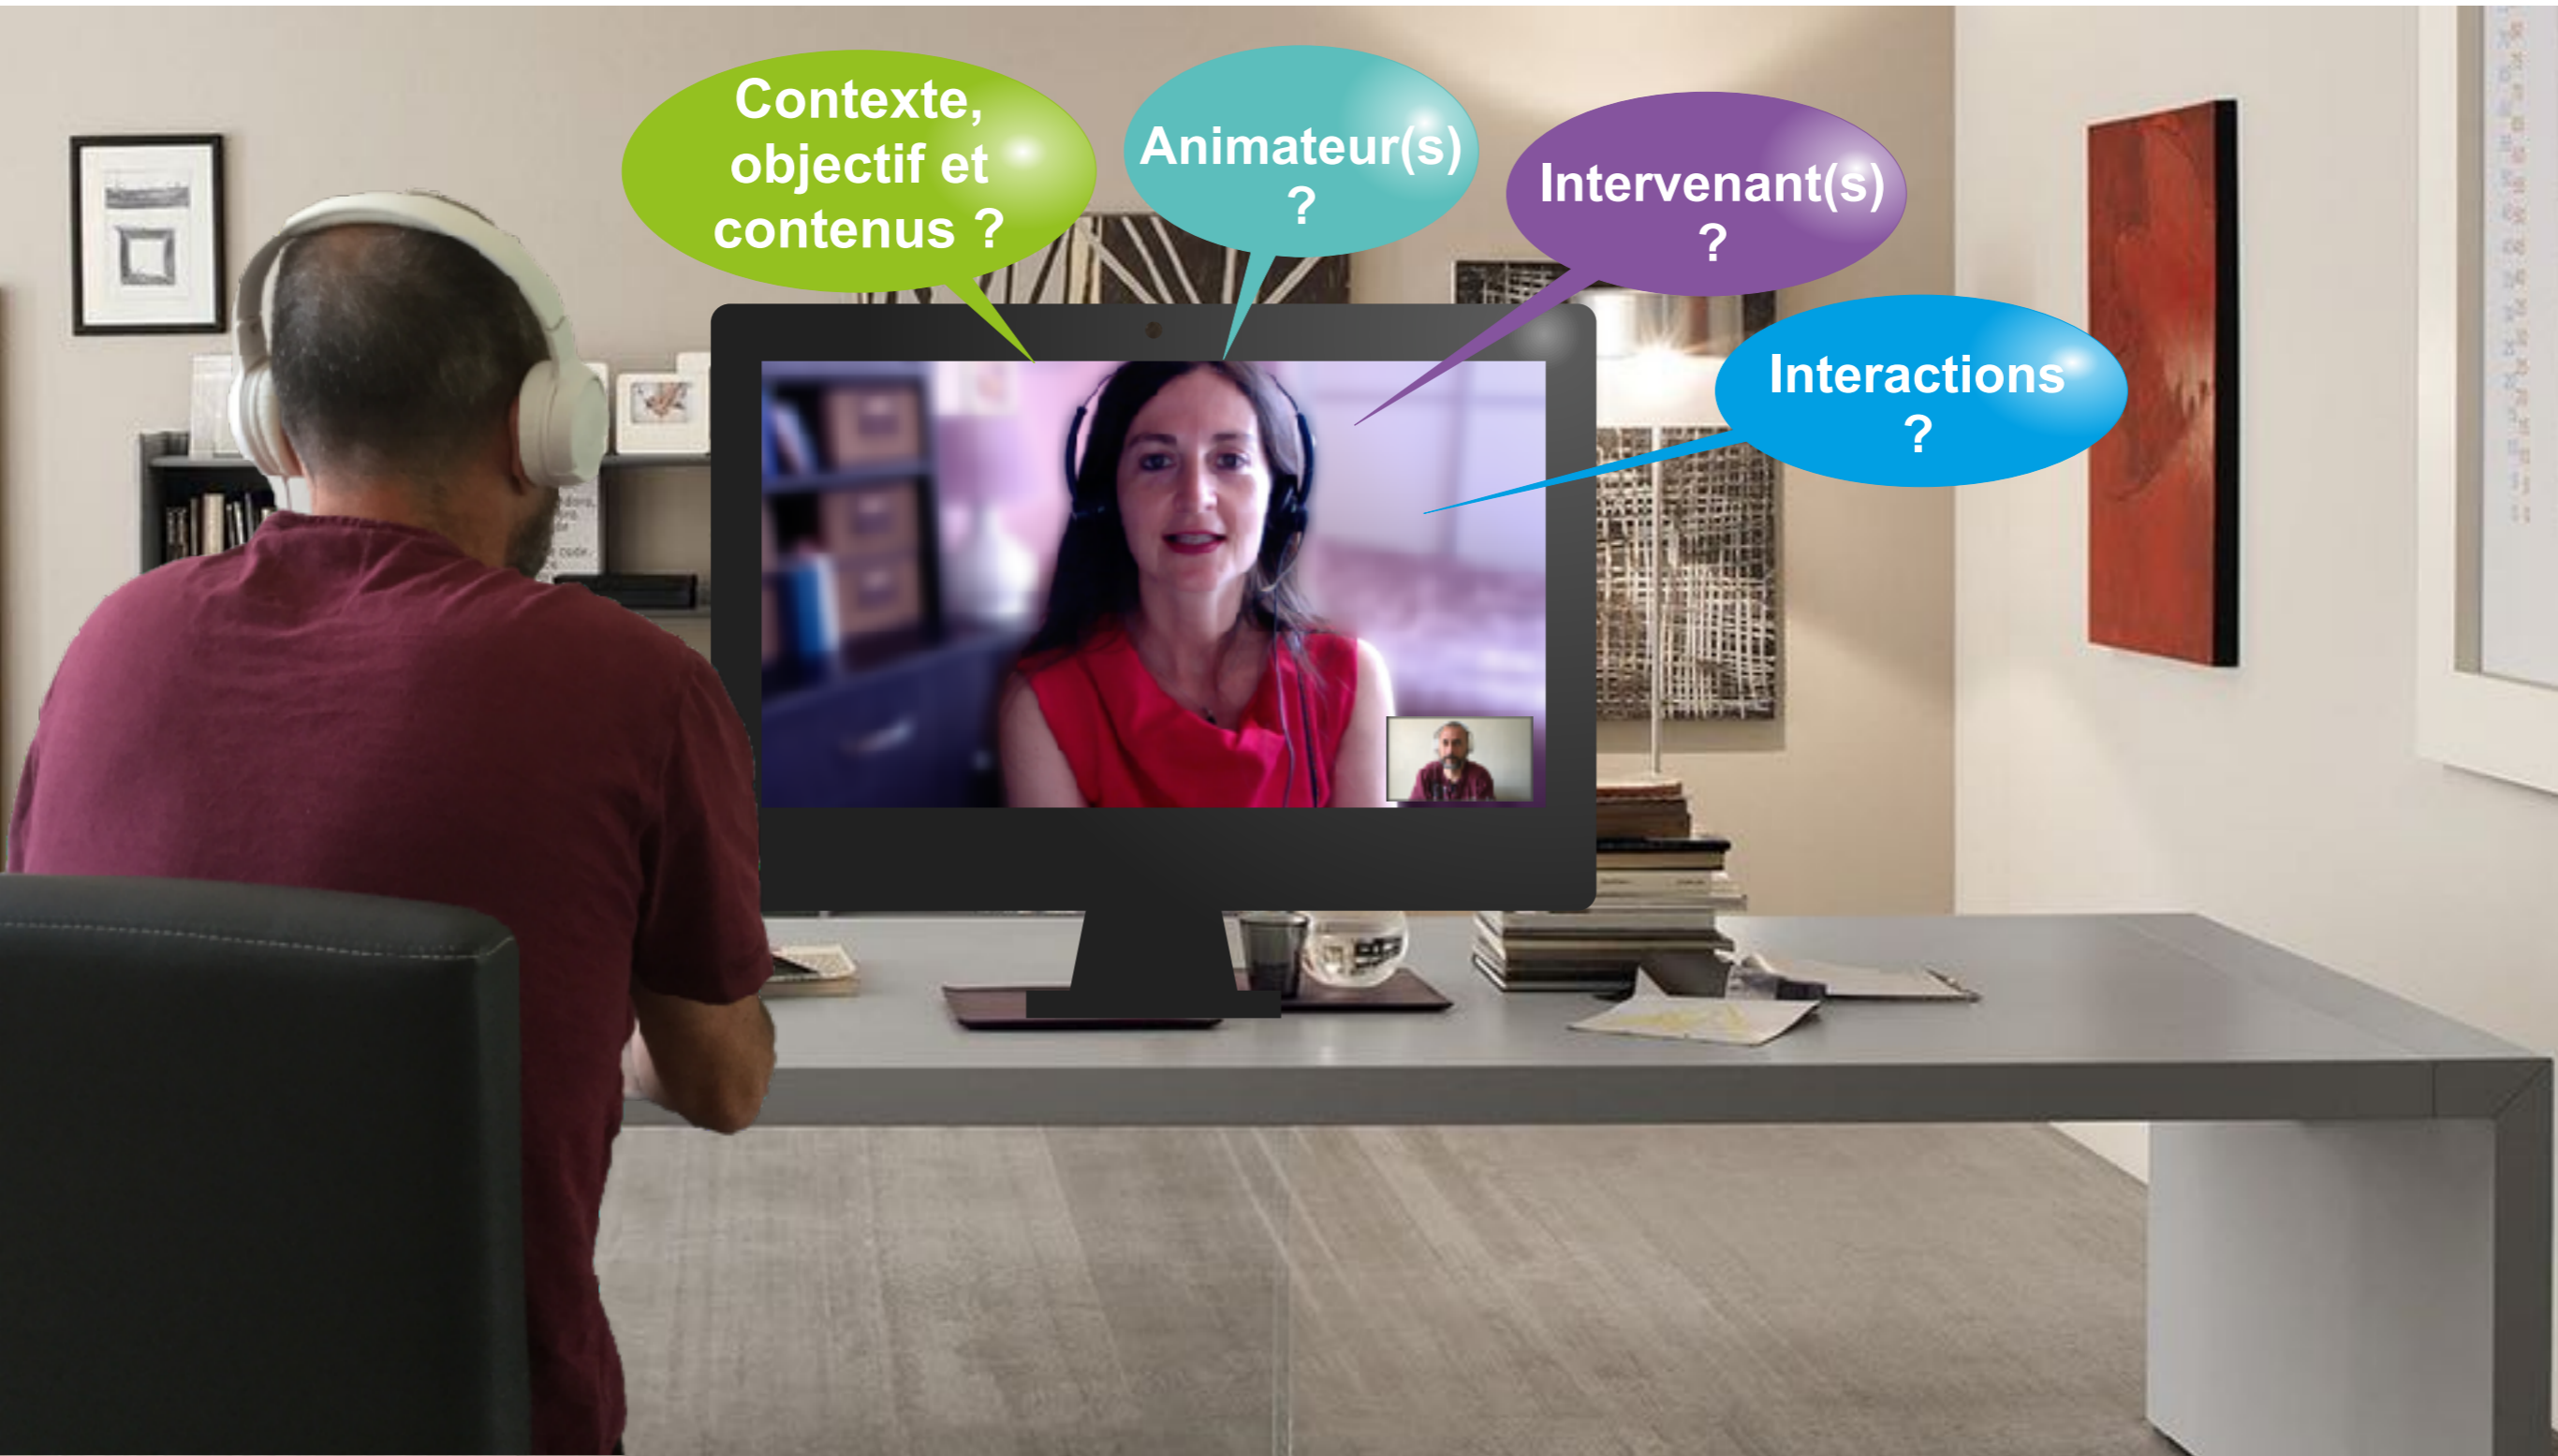 Contexte,
objectif et
contenus ?
Animateur(s)
?
Intervenant(s)
?
Interactions
?